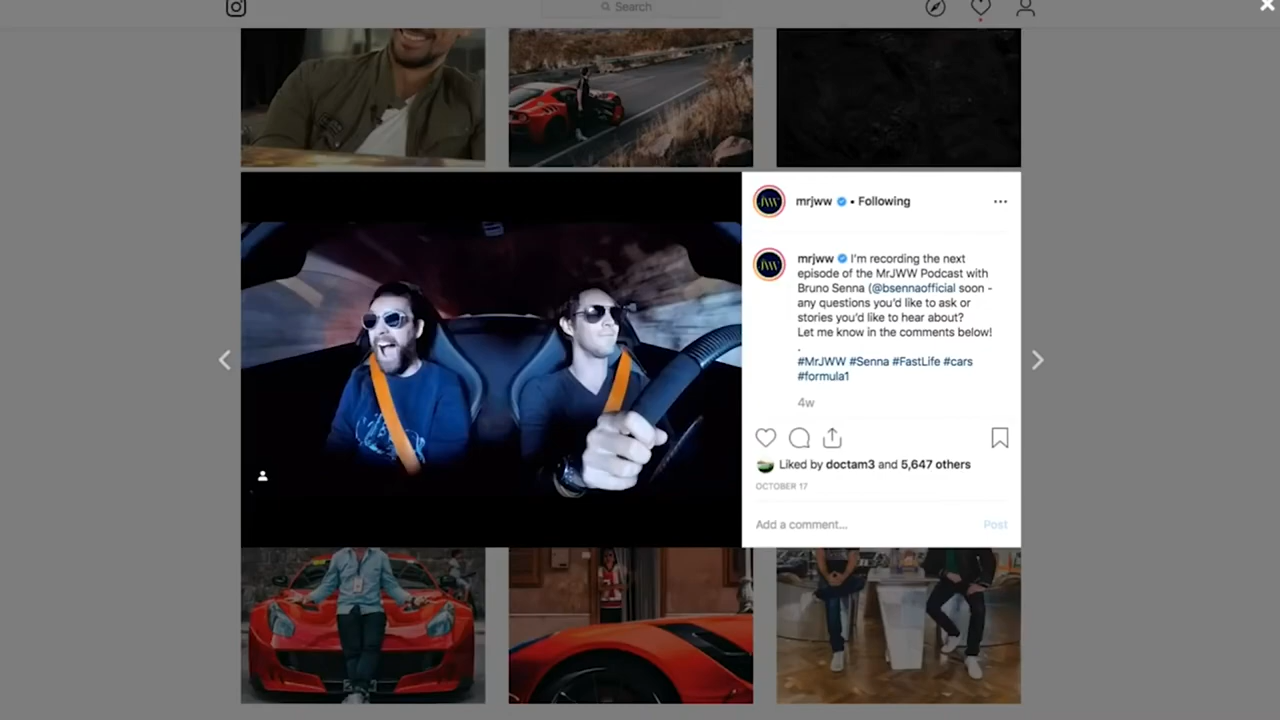 Search
mrjww • Following
mrjww I'm recording the next
episode of the MrJWW Podcast with
Bruno Senna (@bsennaofficial soon -
any questions you'd like to ask or
stories you'd like to hear about?
Let me know in the comments below!
.
#MrJWW #Senna #FastLife #cars
#formula1
4w
Liked by doctam3 and 5,647 others
OCTOBER 17
Add a comment... Post